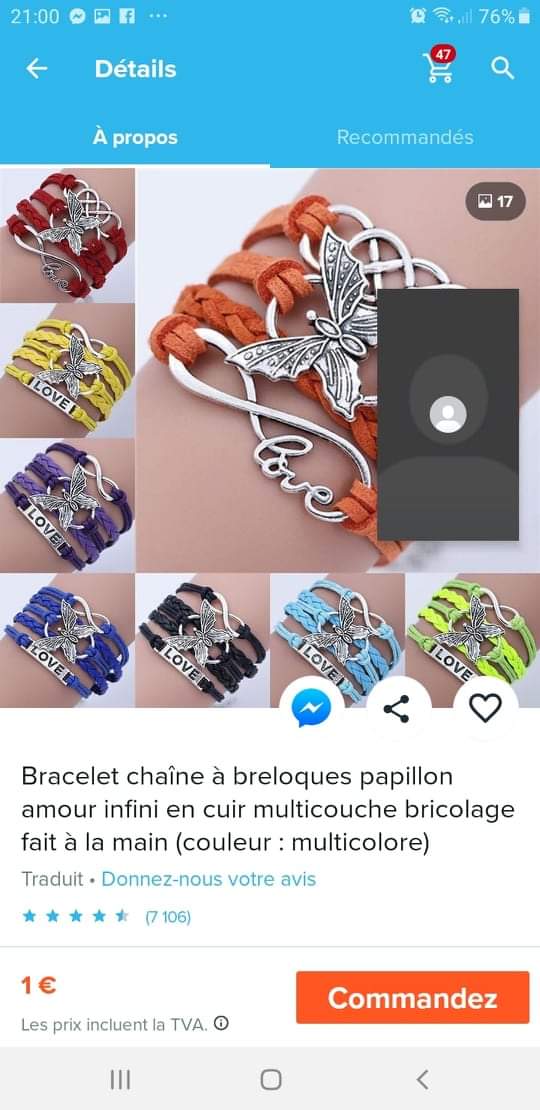 21:00
76%
Détails
47
À propos
Recommandés
17
love
love
LOVE
LOVE
LOVE
LOVE
LOVE
LOVE
Bracelet chaîne à breloques papillon
amour infini en cuir multicouche bricolage
fait à la main (couleur : multicolore)
Traduit • Donnez-nous votre avis
(7 106)
1 €
Les prix incluent la TVA.
Commandez